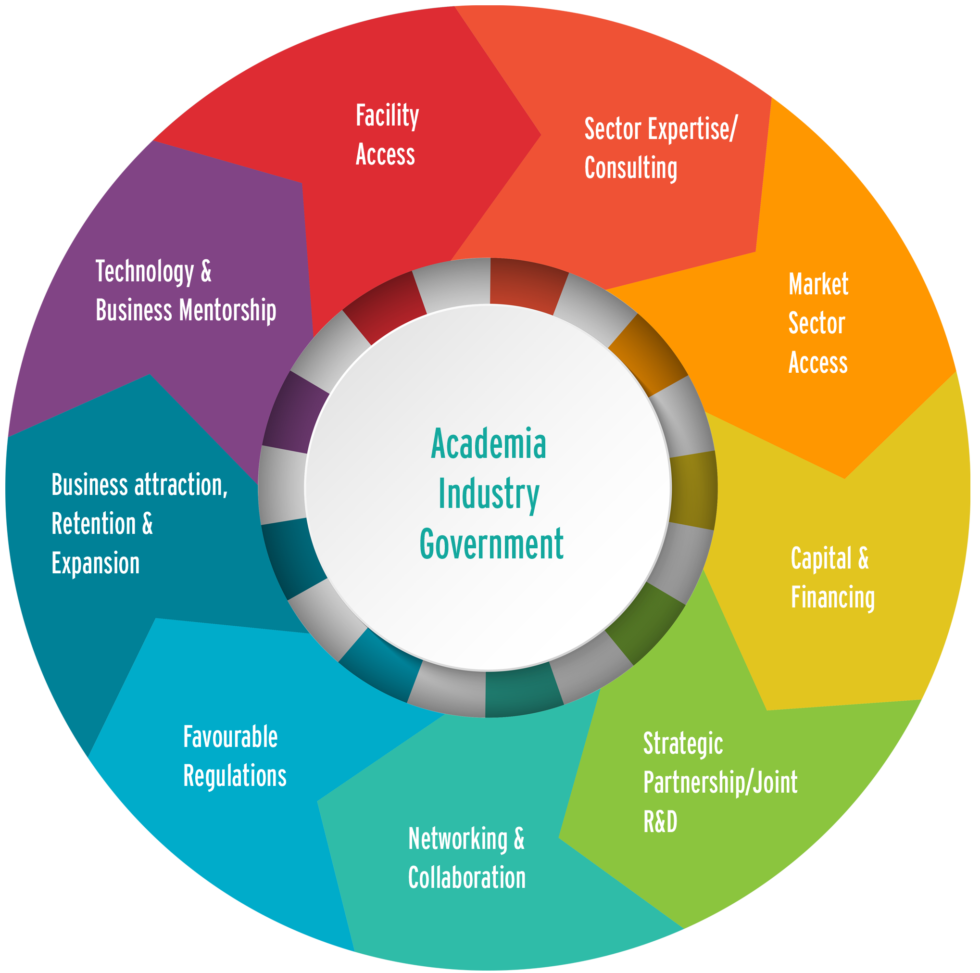 Facility
Access
Sector Expertise/
Consulting
Market
Sector
Access
Capital &
Financing
Strategic
Partnership/Joint
R&D
Networking &
Collaboration
Favourable
Regulations
Business attraction,
Retention &
Expansion
Technology &
Business Mentorship
Academia
Industry
Government